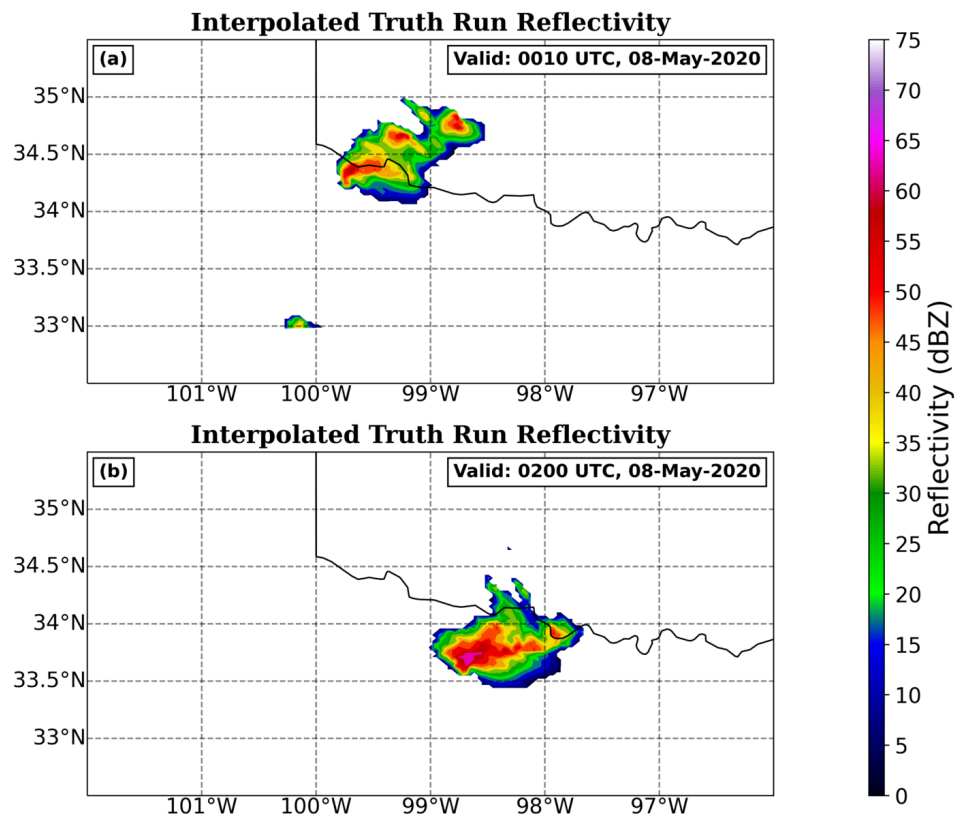 Interpolated Truth Run Reflectivity
(a)
Valid: 0010 UTC, 08-May-2020
35°N
34.5°N
34°N
33.5°N
33°N
101°W 100°W 99°W 98°W 97°W
Interpolated Truth Run Reflectivity
(b)
Valid: 0200 UTC, 08-May-2020
35°N
34.5°N
34°N
33.5°N
33°N
101°W 100°W 99°W 98°W 97°W
75
70
65
60
55
50
45
40
35
30
25
20
15
10
5
0
Reflectivity (dBZ)